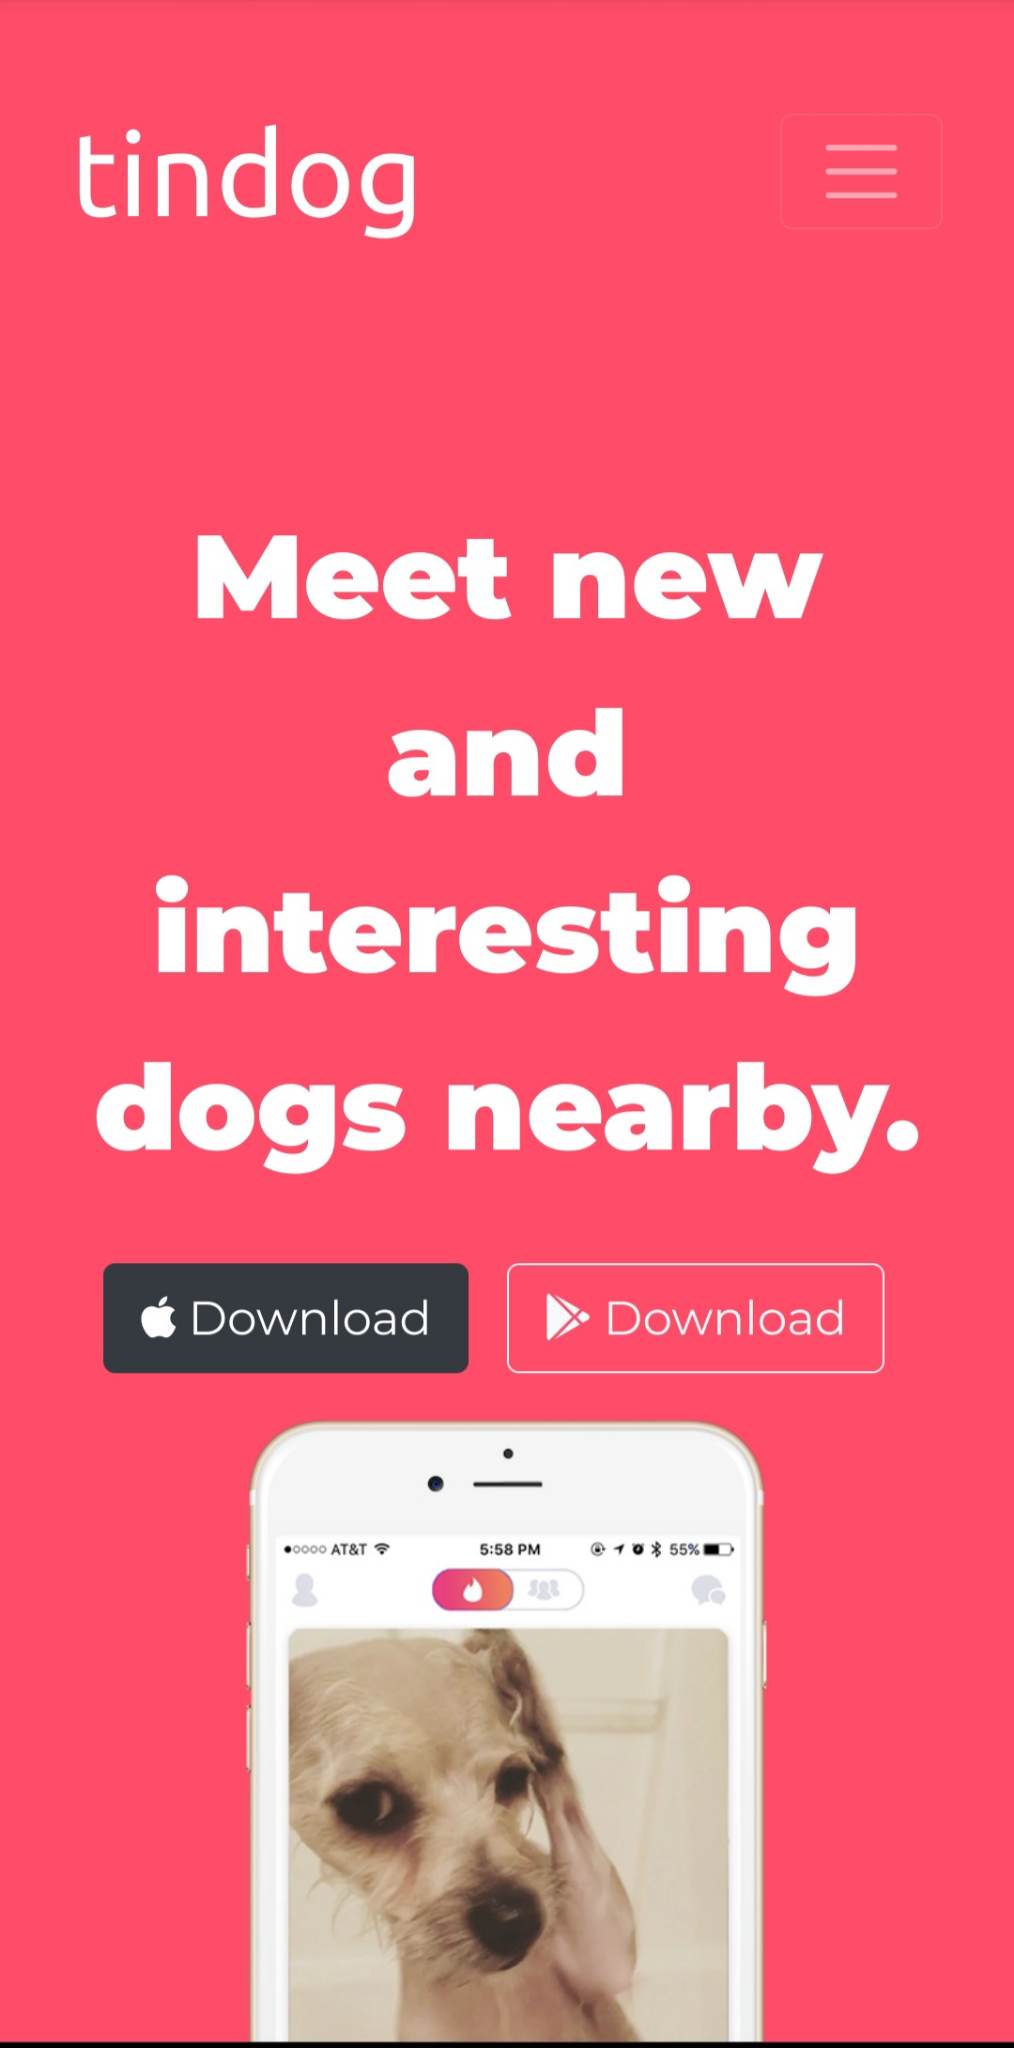 tindog
Meet new
and
interesting
dogs nearby.
Download
Download
AT&T 5:58 PM 55%